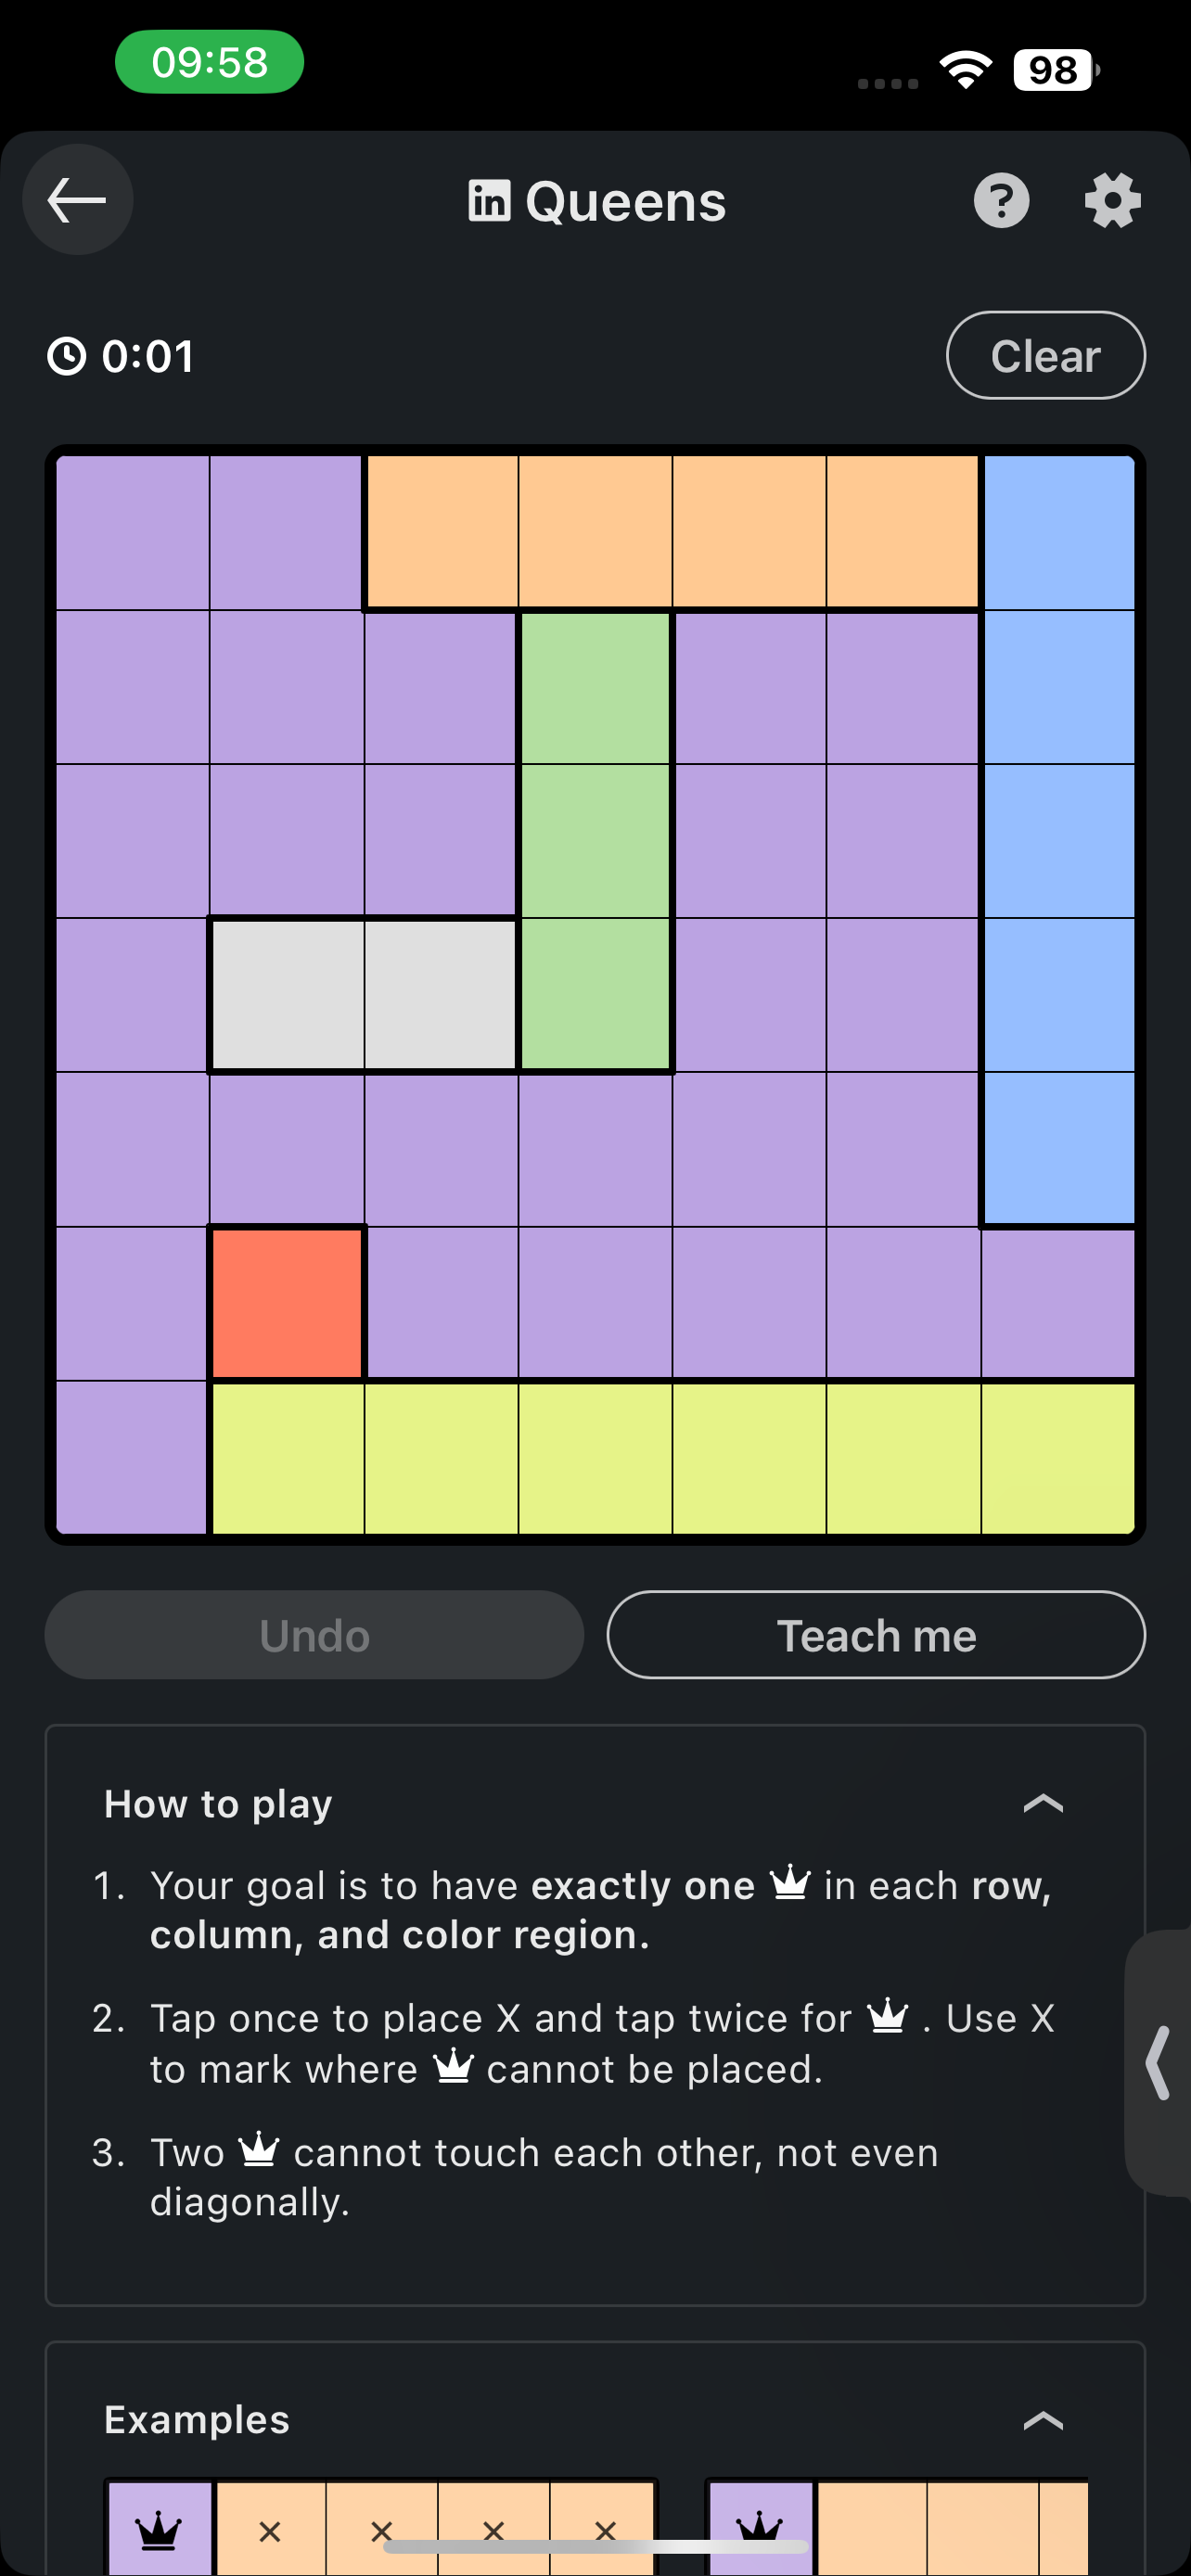 09:58
98
in Queens
?
0:01
Clear
Undo
Teach me
How to play
1. Your goal is to have exactly one in each row,
column, and color region.
2. Tap once to place X and tap twice for . Use X
to mark where cannot be placed.
3. Two cannot touch each other, not even
diagonally.
Examples